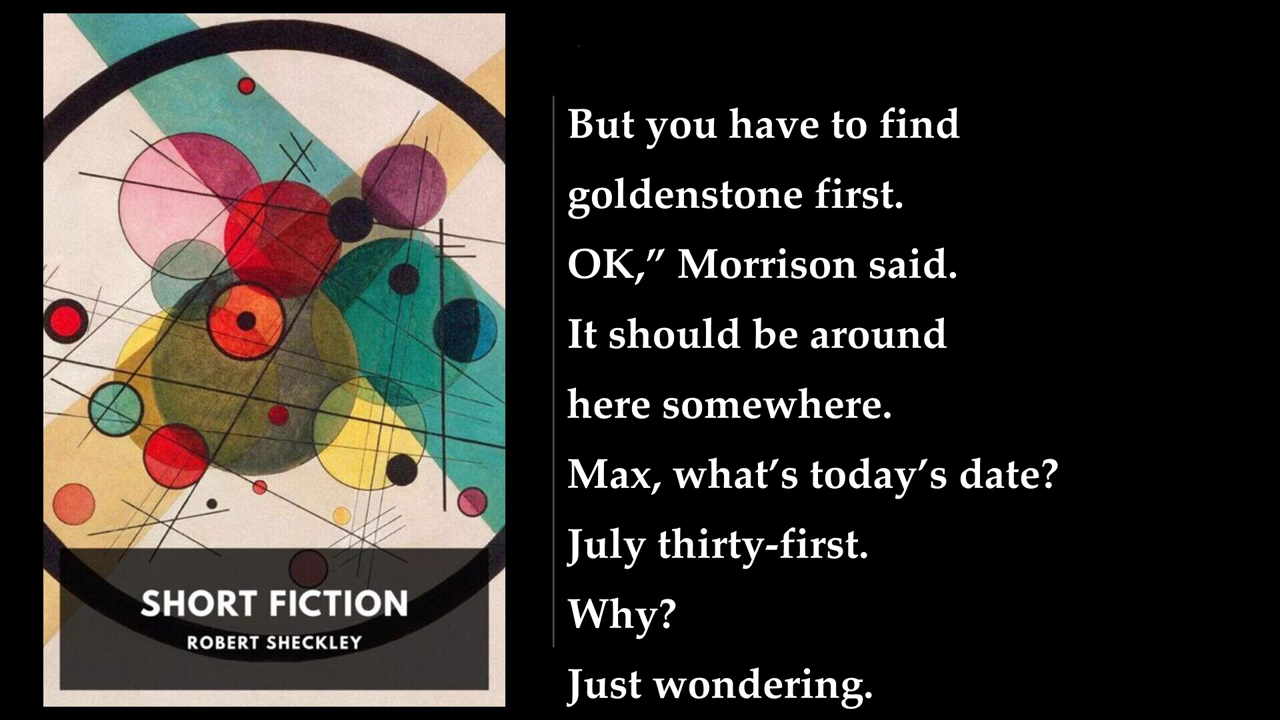 SHORT FICTION
ROBERT SHECKLEY
But you have to find
goldenstone first.
OK,” Morrison said.
It should be around
here somewhere.
Max, what’s today’s date?
July thirty-first.
Why?
Just wondering.